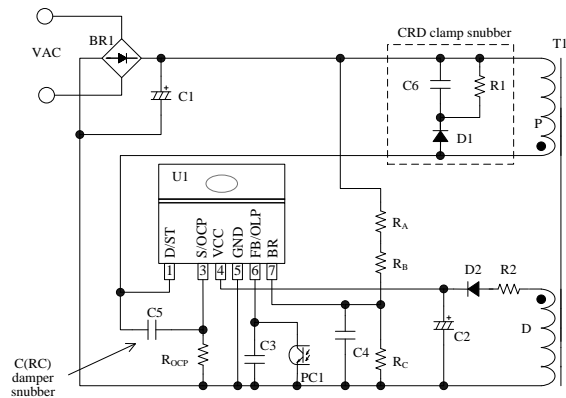 CRD clamp snubber
T1
VAC
BR1
C1
C6
R1
P
D1
U1
D/ST
S/OCP
VCC
GND
FB/OLP
BR
1
3
4
5
6
7
RA
RB
D2
R2
C5
C(RC)
damper
snubber
ROCP
C3
PC1
C4
RC
C2
D